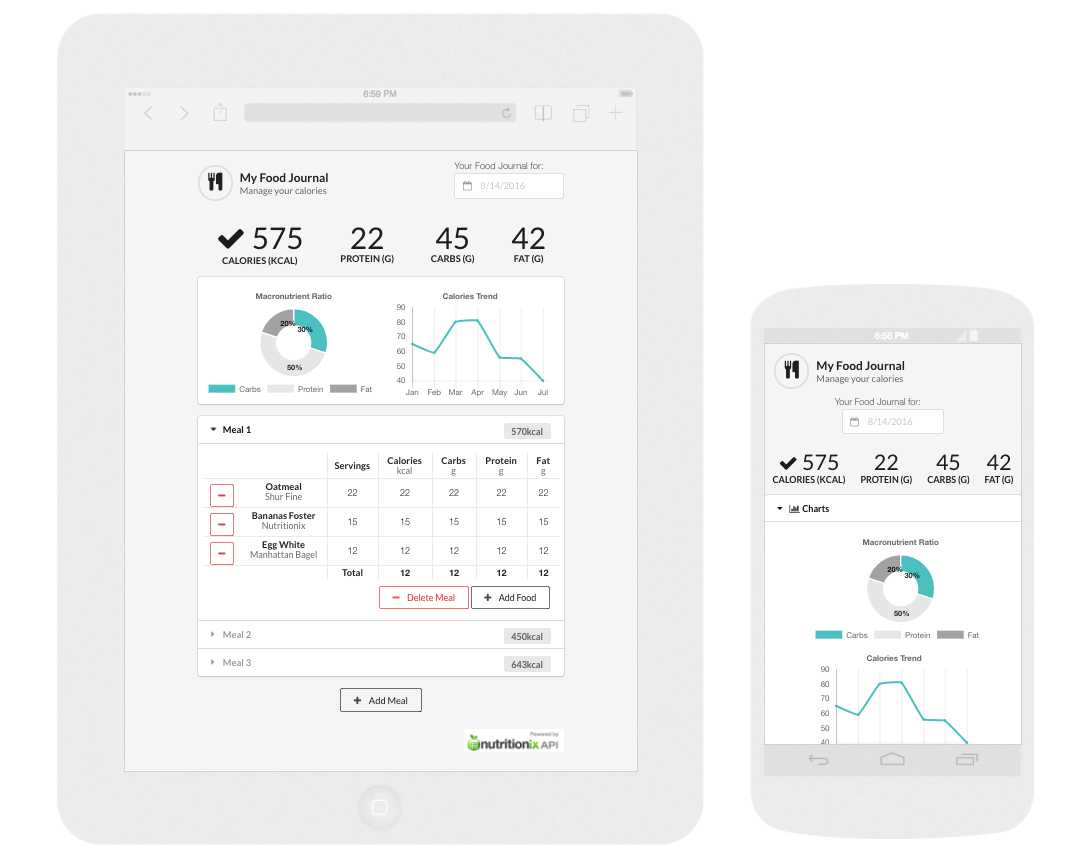 6:59 PM
My Food Journal
Manage your calories
Your Food Journal for:
8/14/2016
575 22 45 42
CALORIES (KCAL) PROTEIN (G) CARBS (G) FAT (G)
Macronutrient Ratio
20%
30%
50%
Carbs Protein Fat
Calories Trend
90
80
70
60
50
40
Jan Feb Mar Apr May Jun Jul
Meal 1 570kcal
Servings Calories kcal Carbs g Protein g Fat g
Oatmeal
Shur Fine
22 22 22 22 22
Bananas Foster
Nutritionix
15 15 15 15 15
Egg White
Manhattan Bagel
12 12 12 12 12
Total 12 12 12 12
Delete Meal Add Food
Meal 2 450kcal
Meal 3 643kcal
Add Meal
Powered by
nutritionix API
6:56 PM
My Food Journal
Manage your calories
Your Food Journal for:
8/14/2016
575 22 45 42
CALORIES (KCAL) PROTEIN (G) CARBS (G) FAT (G)
Charts
Macronutrient Ratio
20%
30%
50%
Carbs Protein Fat
Calories Trend
90
80
70
60
50
40